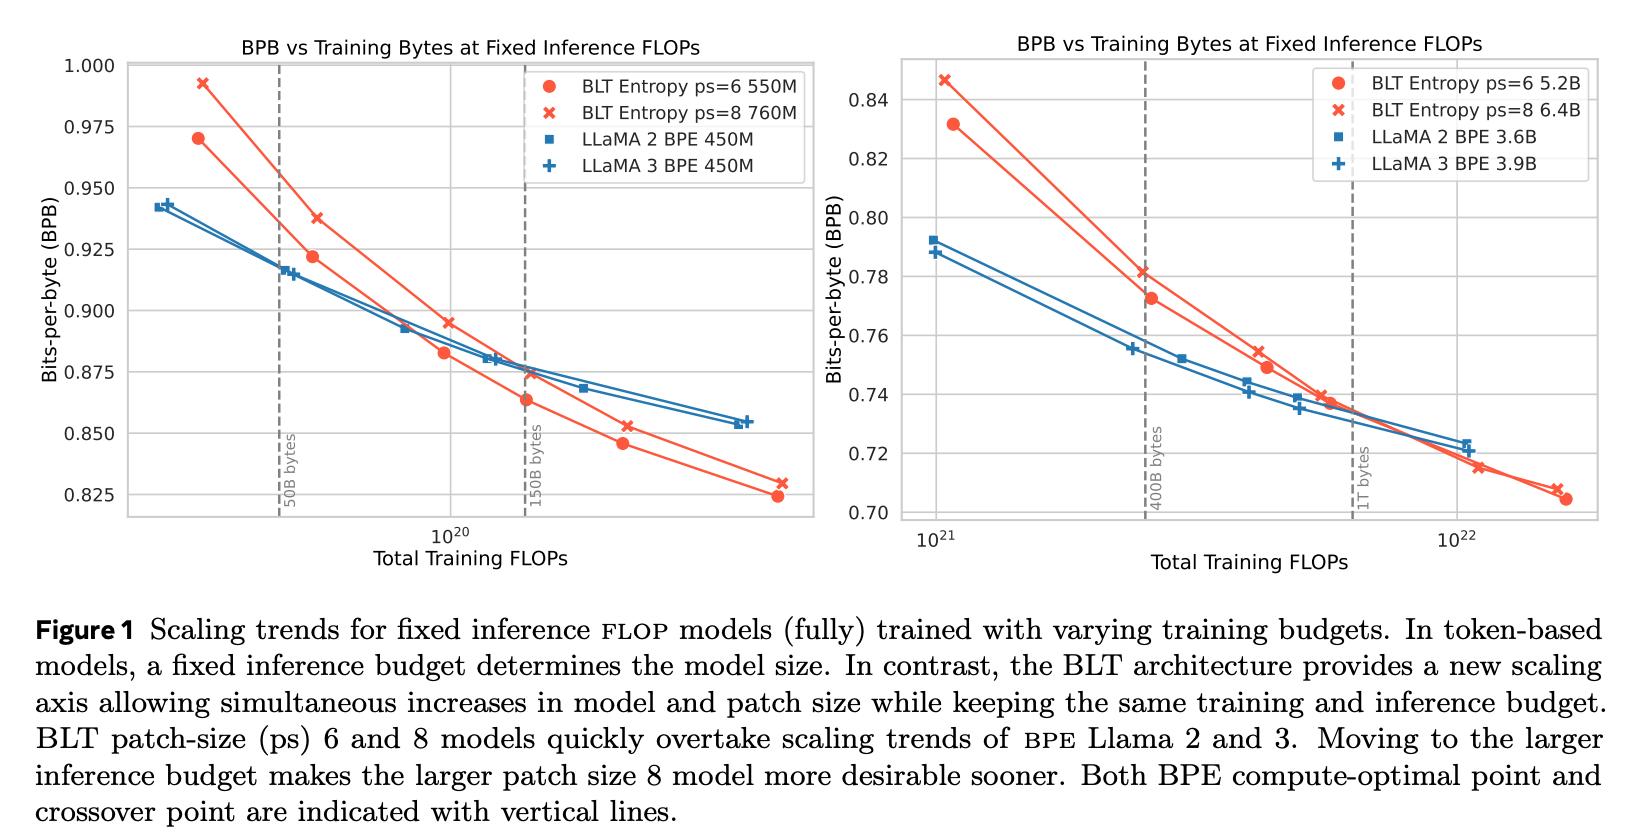 BPB vs Training Bytes at Fixed Inference FLOPs
1.000
0.975
0.950
0.925
0.900
0.875
0.850
0.825
Bits-per-byte (BPB)
BLT Entropy ps=6 550M
BLT Entropy ps=8 760M
LLaMA 2 BPE 450M
LLaMA 3 BPE 450M
50B bytes
150B bytes
10^20
Total Training FLOPs
BPB vs Training Bytes at Fixed Inference FLOPs
0.84
0.82
0.80
0.78
0.76
0.74
0.72
0.70
Bits-per-byte (BPB)
BLT Entropy ps=6 5.2B
BLT Entropy ps=8 6.4B
LLaMA 2 BPE 3.6B
LLaMA 3 BPE 3.9B
400B bytes
1T bytes
10^21
10^22
Total Training FLOPs
Figure 1 Scaling trends for fixed inference FLOP models (fully) trained with varying training budgets. In token-based
models, a fixed inference budget determines the model size. In contrast, the BLT architecture provides a new scaling
axis allowing simultaneous increases in model and patch size while keeping the same training and inference budget.
BLT patch-size (ps) 6 and 8 models quickly overtake scaling trends of BPE Llama 2 and 3. Moving to the larger
inference budget makes the larger patch size 8 model more desirable sooner. Both BPE compute-optimal point and
crossover point are indicated with vertical lines.